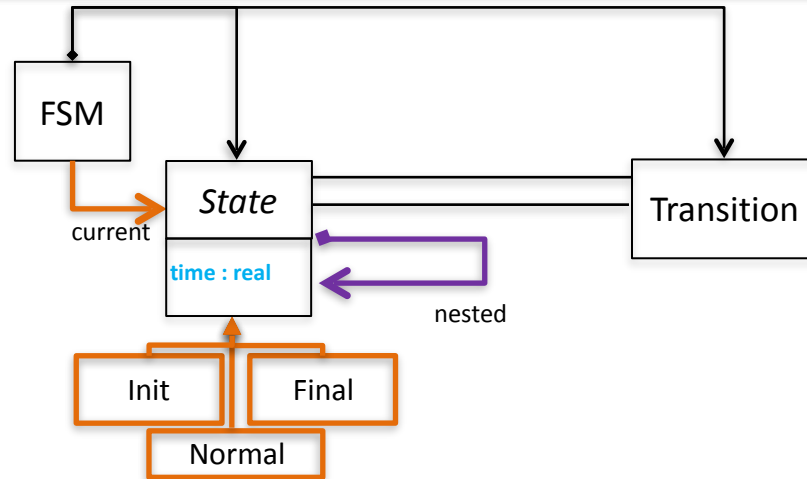 FSM
State
Transition
current
time : real
nested
Init
Final
Normal